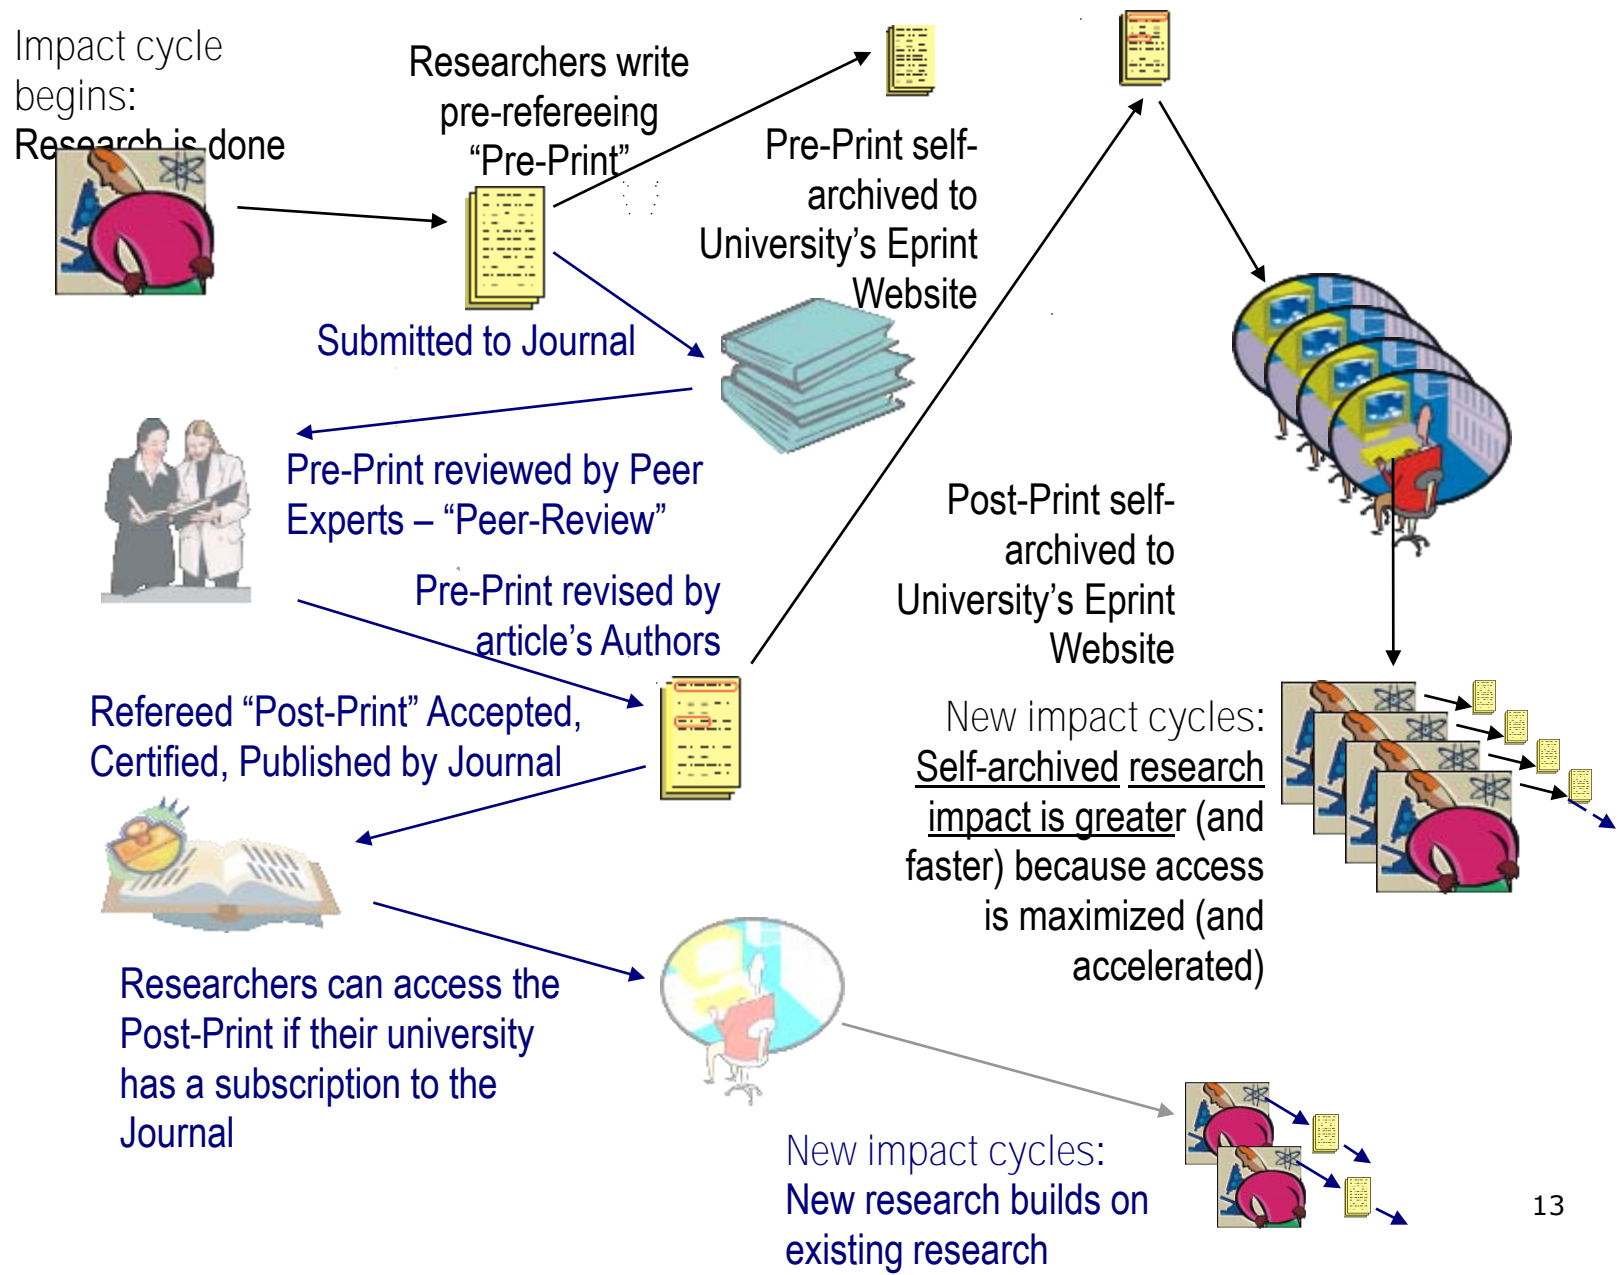 Impact cycle
begins:
Research is done
Researchers write
pre-refereeing
“Pre-Print”
Pre-Print self-
archived to
University’s Eprint
Website
Submitted to Journal
Pre-Print reviewed by Peer
Experts – “Peer-Review”
Pre-Print revised by
article’s Authors
Refereed “Post-Print” Accepted,
Certified, Published by Journal
Researchers can access the
Post-Print if their university
has a subscription to the
Journal
Post-Print self-
archived to
University’s Eprint
Website
New impact cycles:
Self-archived research
impact is greater (and
faster) because access
is maximized (and
accelerated)
New impact cycles:
New research builds on
existing research
13